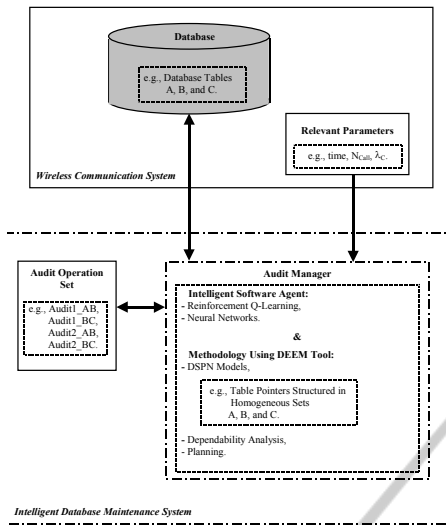 Database
e.g., Database Tables
A, B, and C.
Relevant Parameters
e.g., time, NCall, λC.
Wireless Communication System
Audit Operation
Set
e.g., Audit1_AB,
Audit1_BC,
Audit2_AB,
Audit2_BC.
Audit Manager
Intelligent Software Agent:
- Reinforcement Q-Learning,
- Neural Networks.
&
Methodology Using DEEM Tool:
- DSPN Models,
e.g., Table Pointers Structured in
Homogeneous Sets
A, B, and C.
- Dependability Analysis,
- Planning.
Intelligent Database Maintenance System